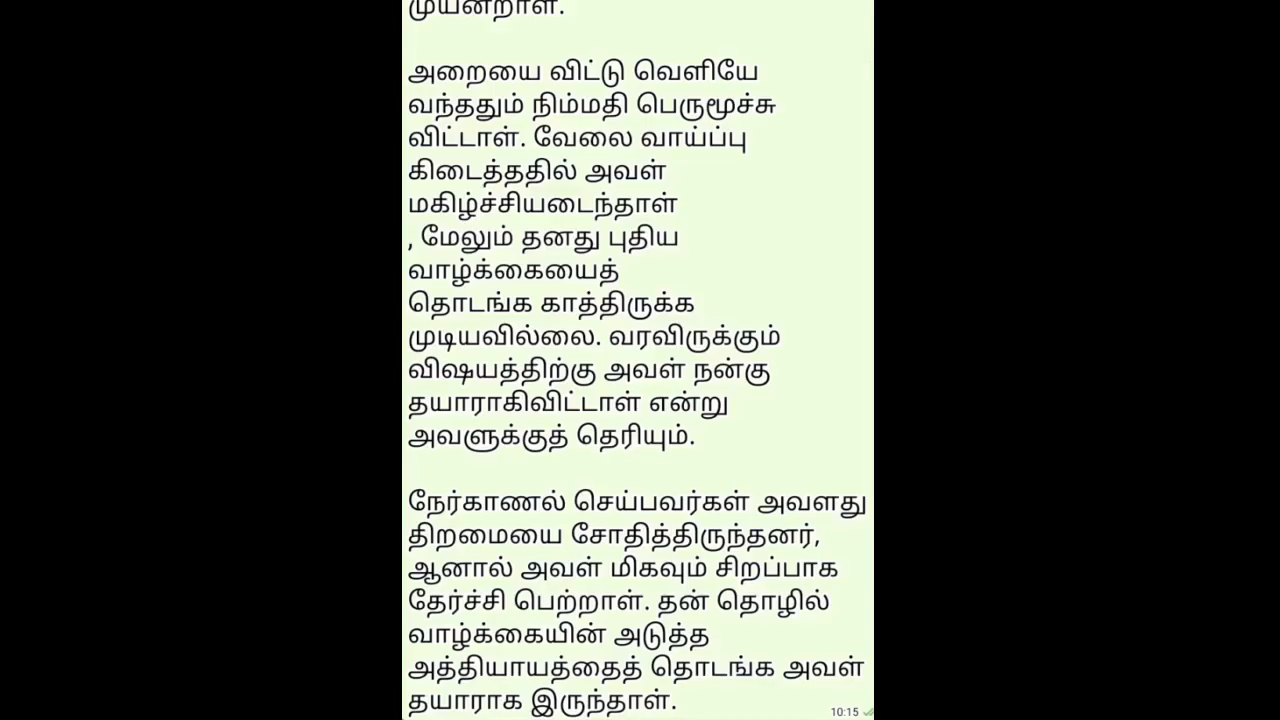 முயன்றாள்.
அறையை விட்டு வெளியே
வந்ததும் நிம்மதி பெருமூச்சு
விட்டாள். வேலை வாய்ப்பு
கிடைத்ததில் அவள்
மகிழ்ச்சியடைந்தாள்
, மேலும் தனது புதிய
வாழ்க்கையைத்
தொடங்க காத்திருக்க
முடியவில்லை. வரவிருக்கும்
விஷயத்திற்கு அவள் நன்கு
தயாராகிவிட்டாள் என்று
அவளுக்குத் தெரியும்.
நேர்காணல் செய்பவர்கள் அவளது
திறமையை சோதித்திருந்தனர்,
ஆனால் அவள் மிகவும் சிறப்பாக
தேர்ச்சி பெற்றாள். தன் தொழில்
வாழ்க்கையின் அடுத்த
அத்தியாயத்தைத் தொடங்க அவள்
தயாராக இருந்தாள்.
10:15